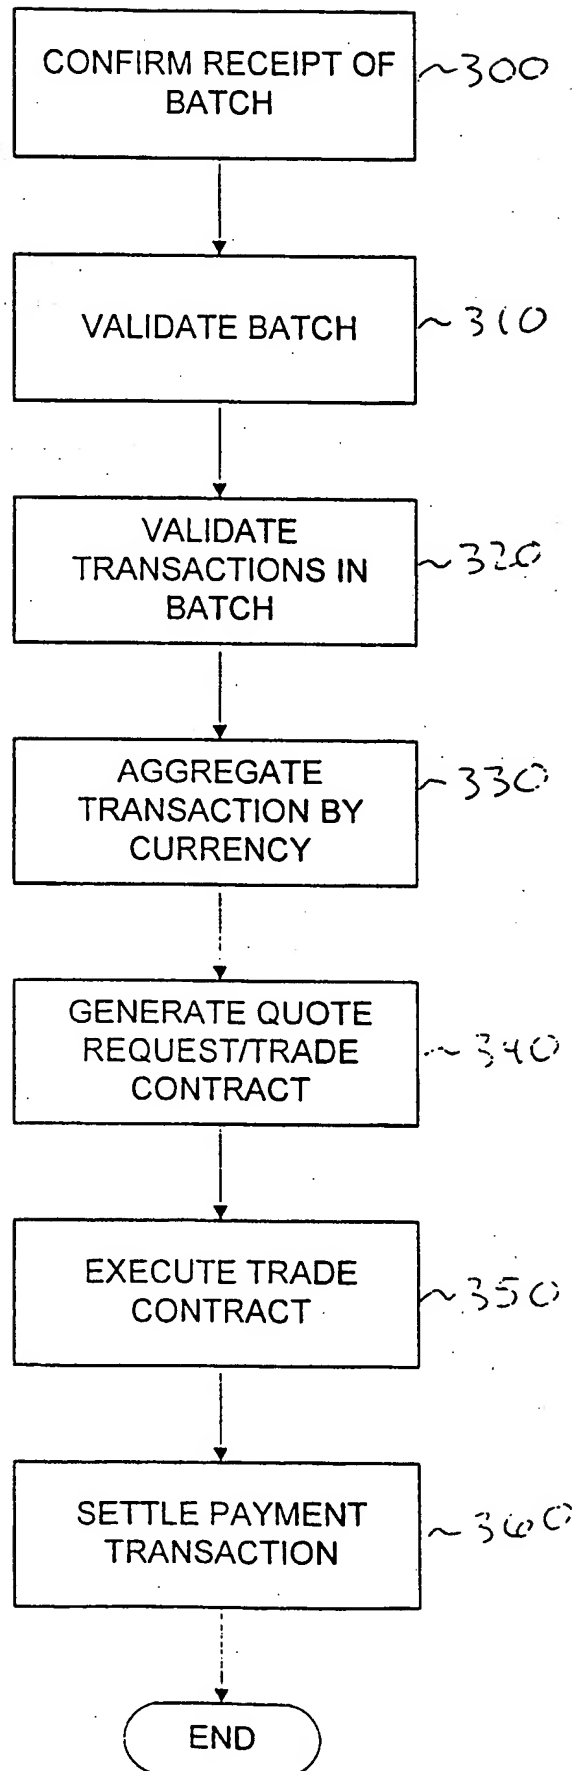 CONFIRM RECEIPT OF
BATCH
~300
VALIDATE BATCH
~310
VALIDATE
TRANSACTIONS IN
BATCH
~320
AGGREGATE
TRANSACTION BY
CURRENCY
~330
GENERATE QUOTE
REQUEST/TRADE
CONTRACT
~340
EXECUTE TRADE
CONTRACT
~350
SETTLE PAYMENT
TRANSACTION
~360
END